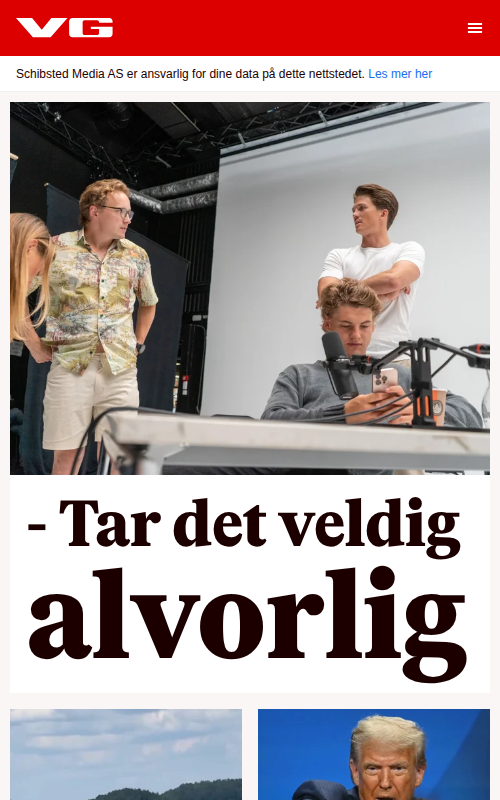 VG
Schibsted Media AS er ansvarlig for dine data på dette nettstedet. Les mer her
- Tar det veldig
alvorlig